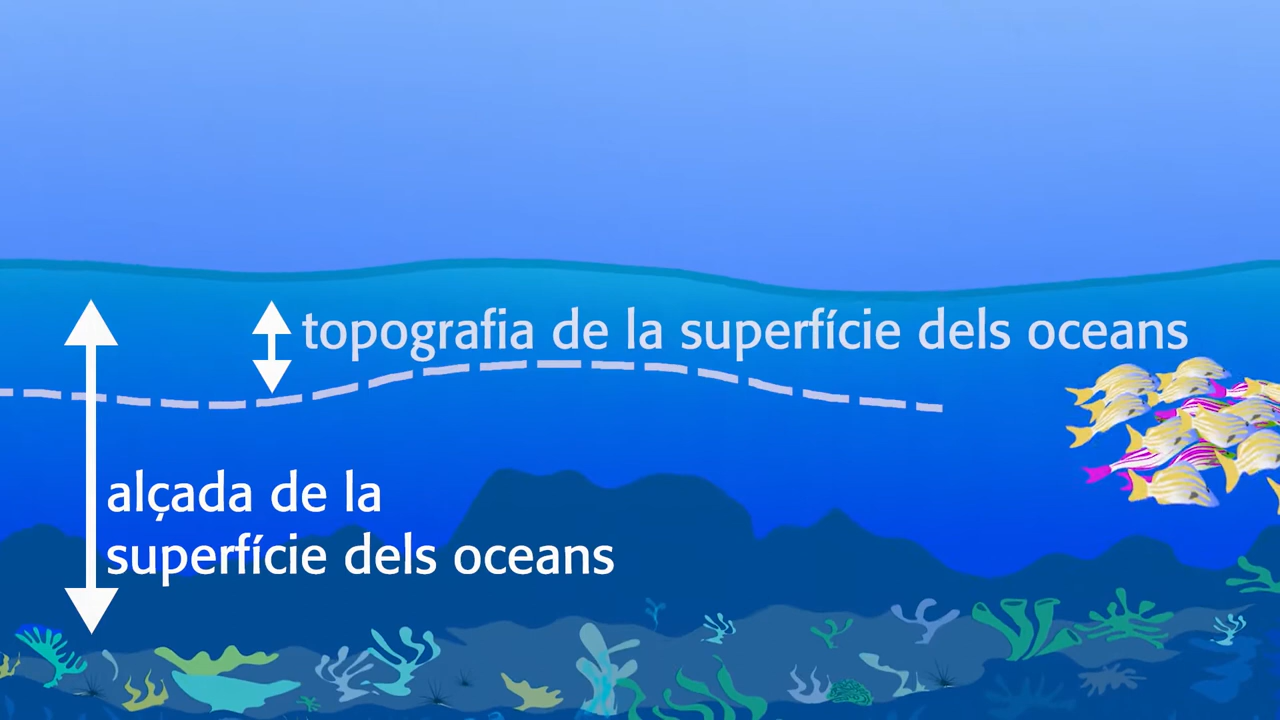 topografia de la superfície dels oceans
alçada de la
superfície dels oceans